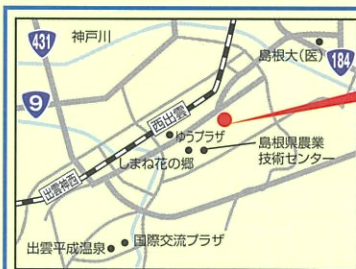 431
神戸川
島根大(医)
184
9
西出雲
ゆうプラザ
しまね花の郷
島根県農業
技術センター
出雲神西
国際交流プラザ
出雲平成温泉